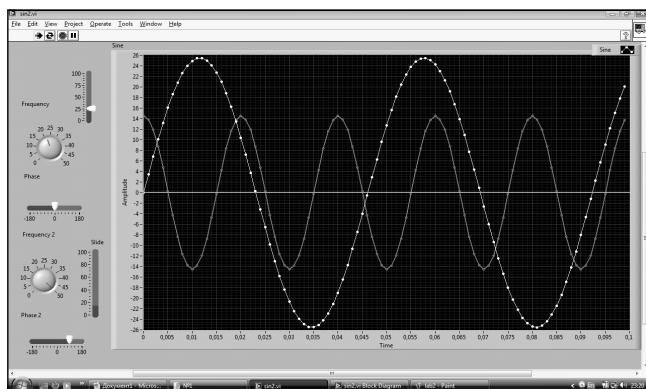 sin2.vi
File Edit View Project Operate Tools Window Help
Sine
Sine
26
24
22
20
18
16
14
12
10
8
6
4
2
0
-2
-4
-6
-8
-10
-12
-14
-16
-18
-20
-22
-24
-26
Amplitude
0 0,005 0,01 0,015 0,02 0,025 0,03 0,035 0,04 0,045 0,05 0,055 0,06 0,065 0,07 0,075 0,08 0,085 0,09 0,095 0,1
Time
100
75
50
25
0
Frequency
20 25 30
15 35
10 40
5 45
0 50
Phase
-180 0 180
Frequency 2
Slide
100
80
60
40
20
0
20 25 30
15 35
10 40
5 45
0 50
Phase 2
-180 0 180
Документ1 - Micros... №1 sin2.vi sin2.vi Block Diagram lab2 - Paint EN 23:20